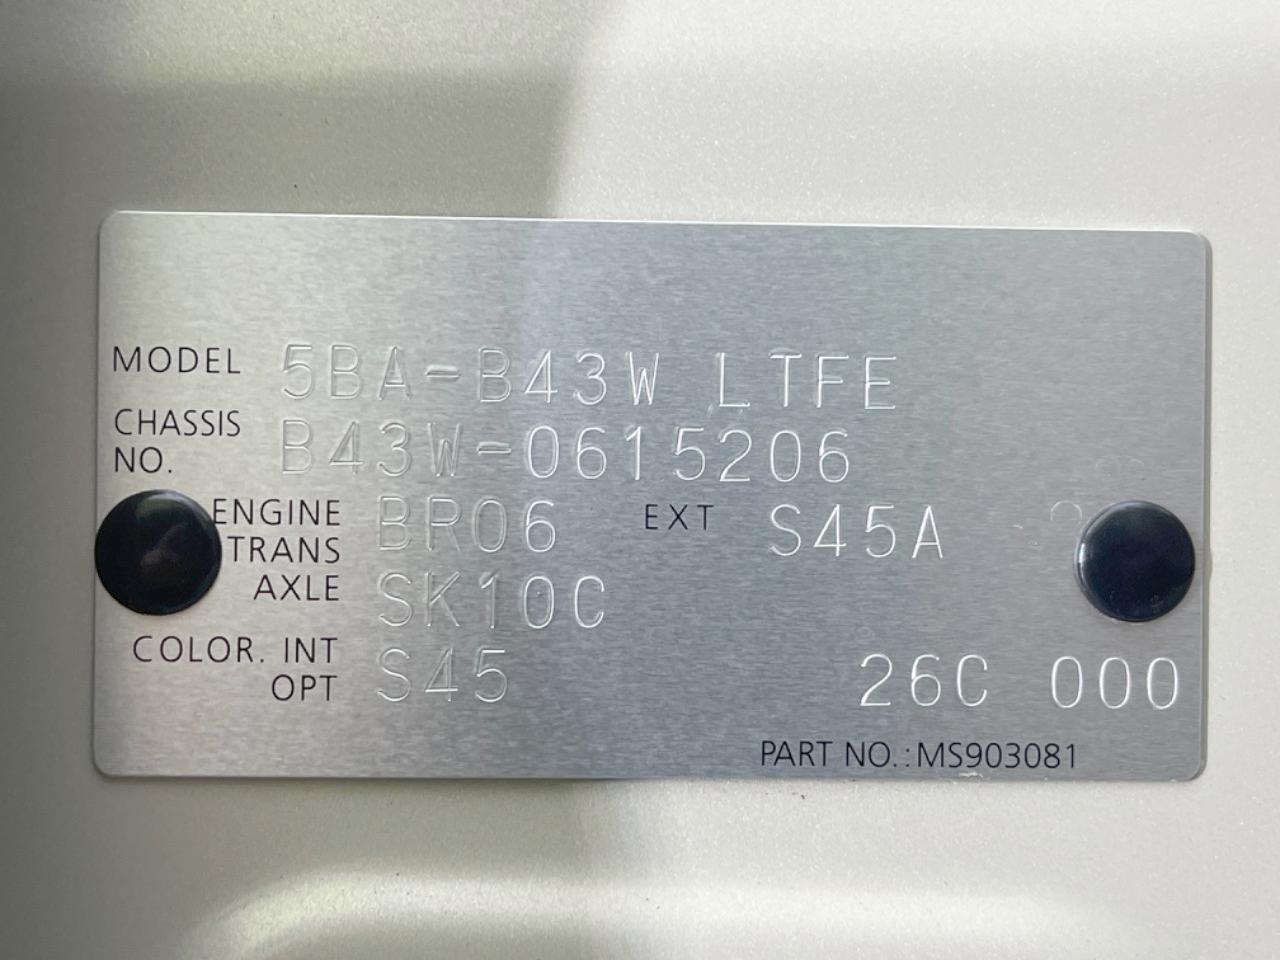 MODEL 5BA-B43W LTFE
CHASSIS NO. B43W-0615206
ENGINE BR06 EXT S45A
TRANS AXLE SK10C
COLOR. INT OPT S45 26C 000
PART NO.:MS903081